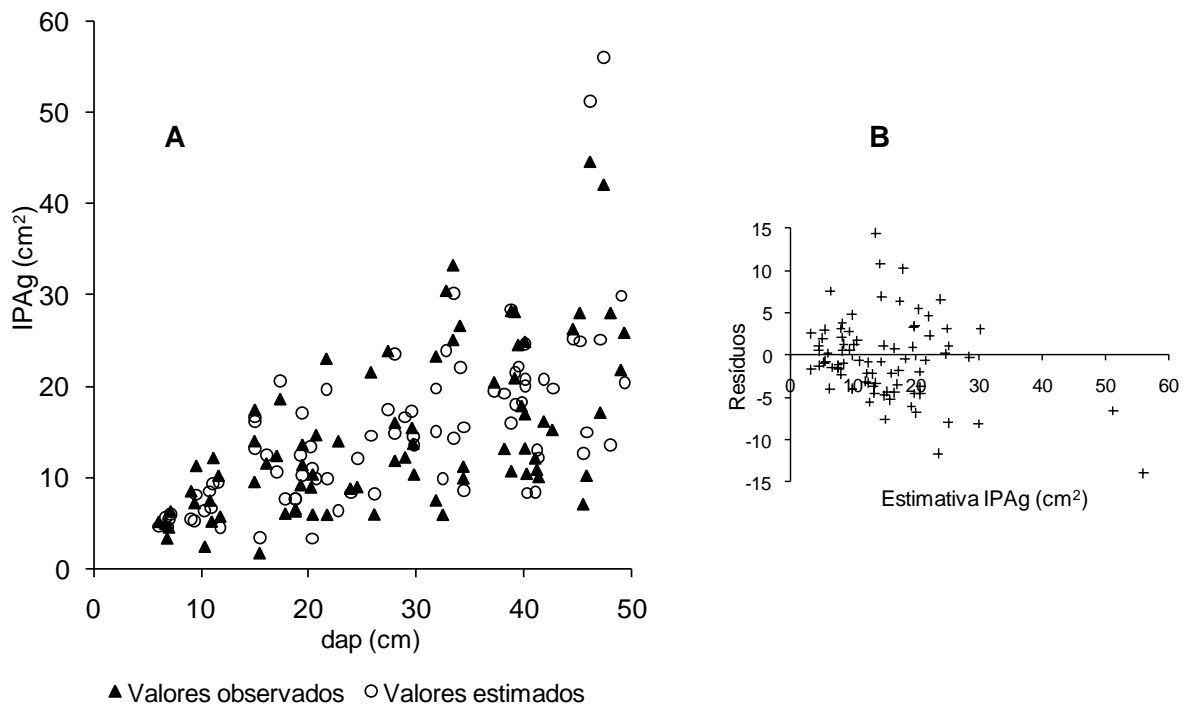 A
IPAg (cm²)
60
50
40
30
20
10
0
0 10 20 30 40 50
dap (cm)
▲ Valores observados ○ Valores estimados
B
Resíduos
15
10
5
0
-5
-10
-15
0 10 20 30 40 50 60
Estimativa IPAg (cm²)